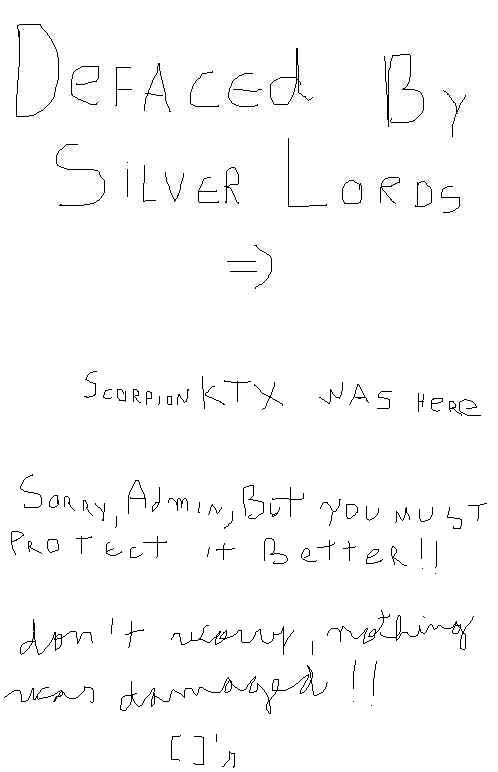 Defaced By
Silver Lords
=)
ScorpionKTX was here
Sorry, Admin, But you must
protect it Better!!
don't worry, nothing
was damaged!!
[]'s